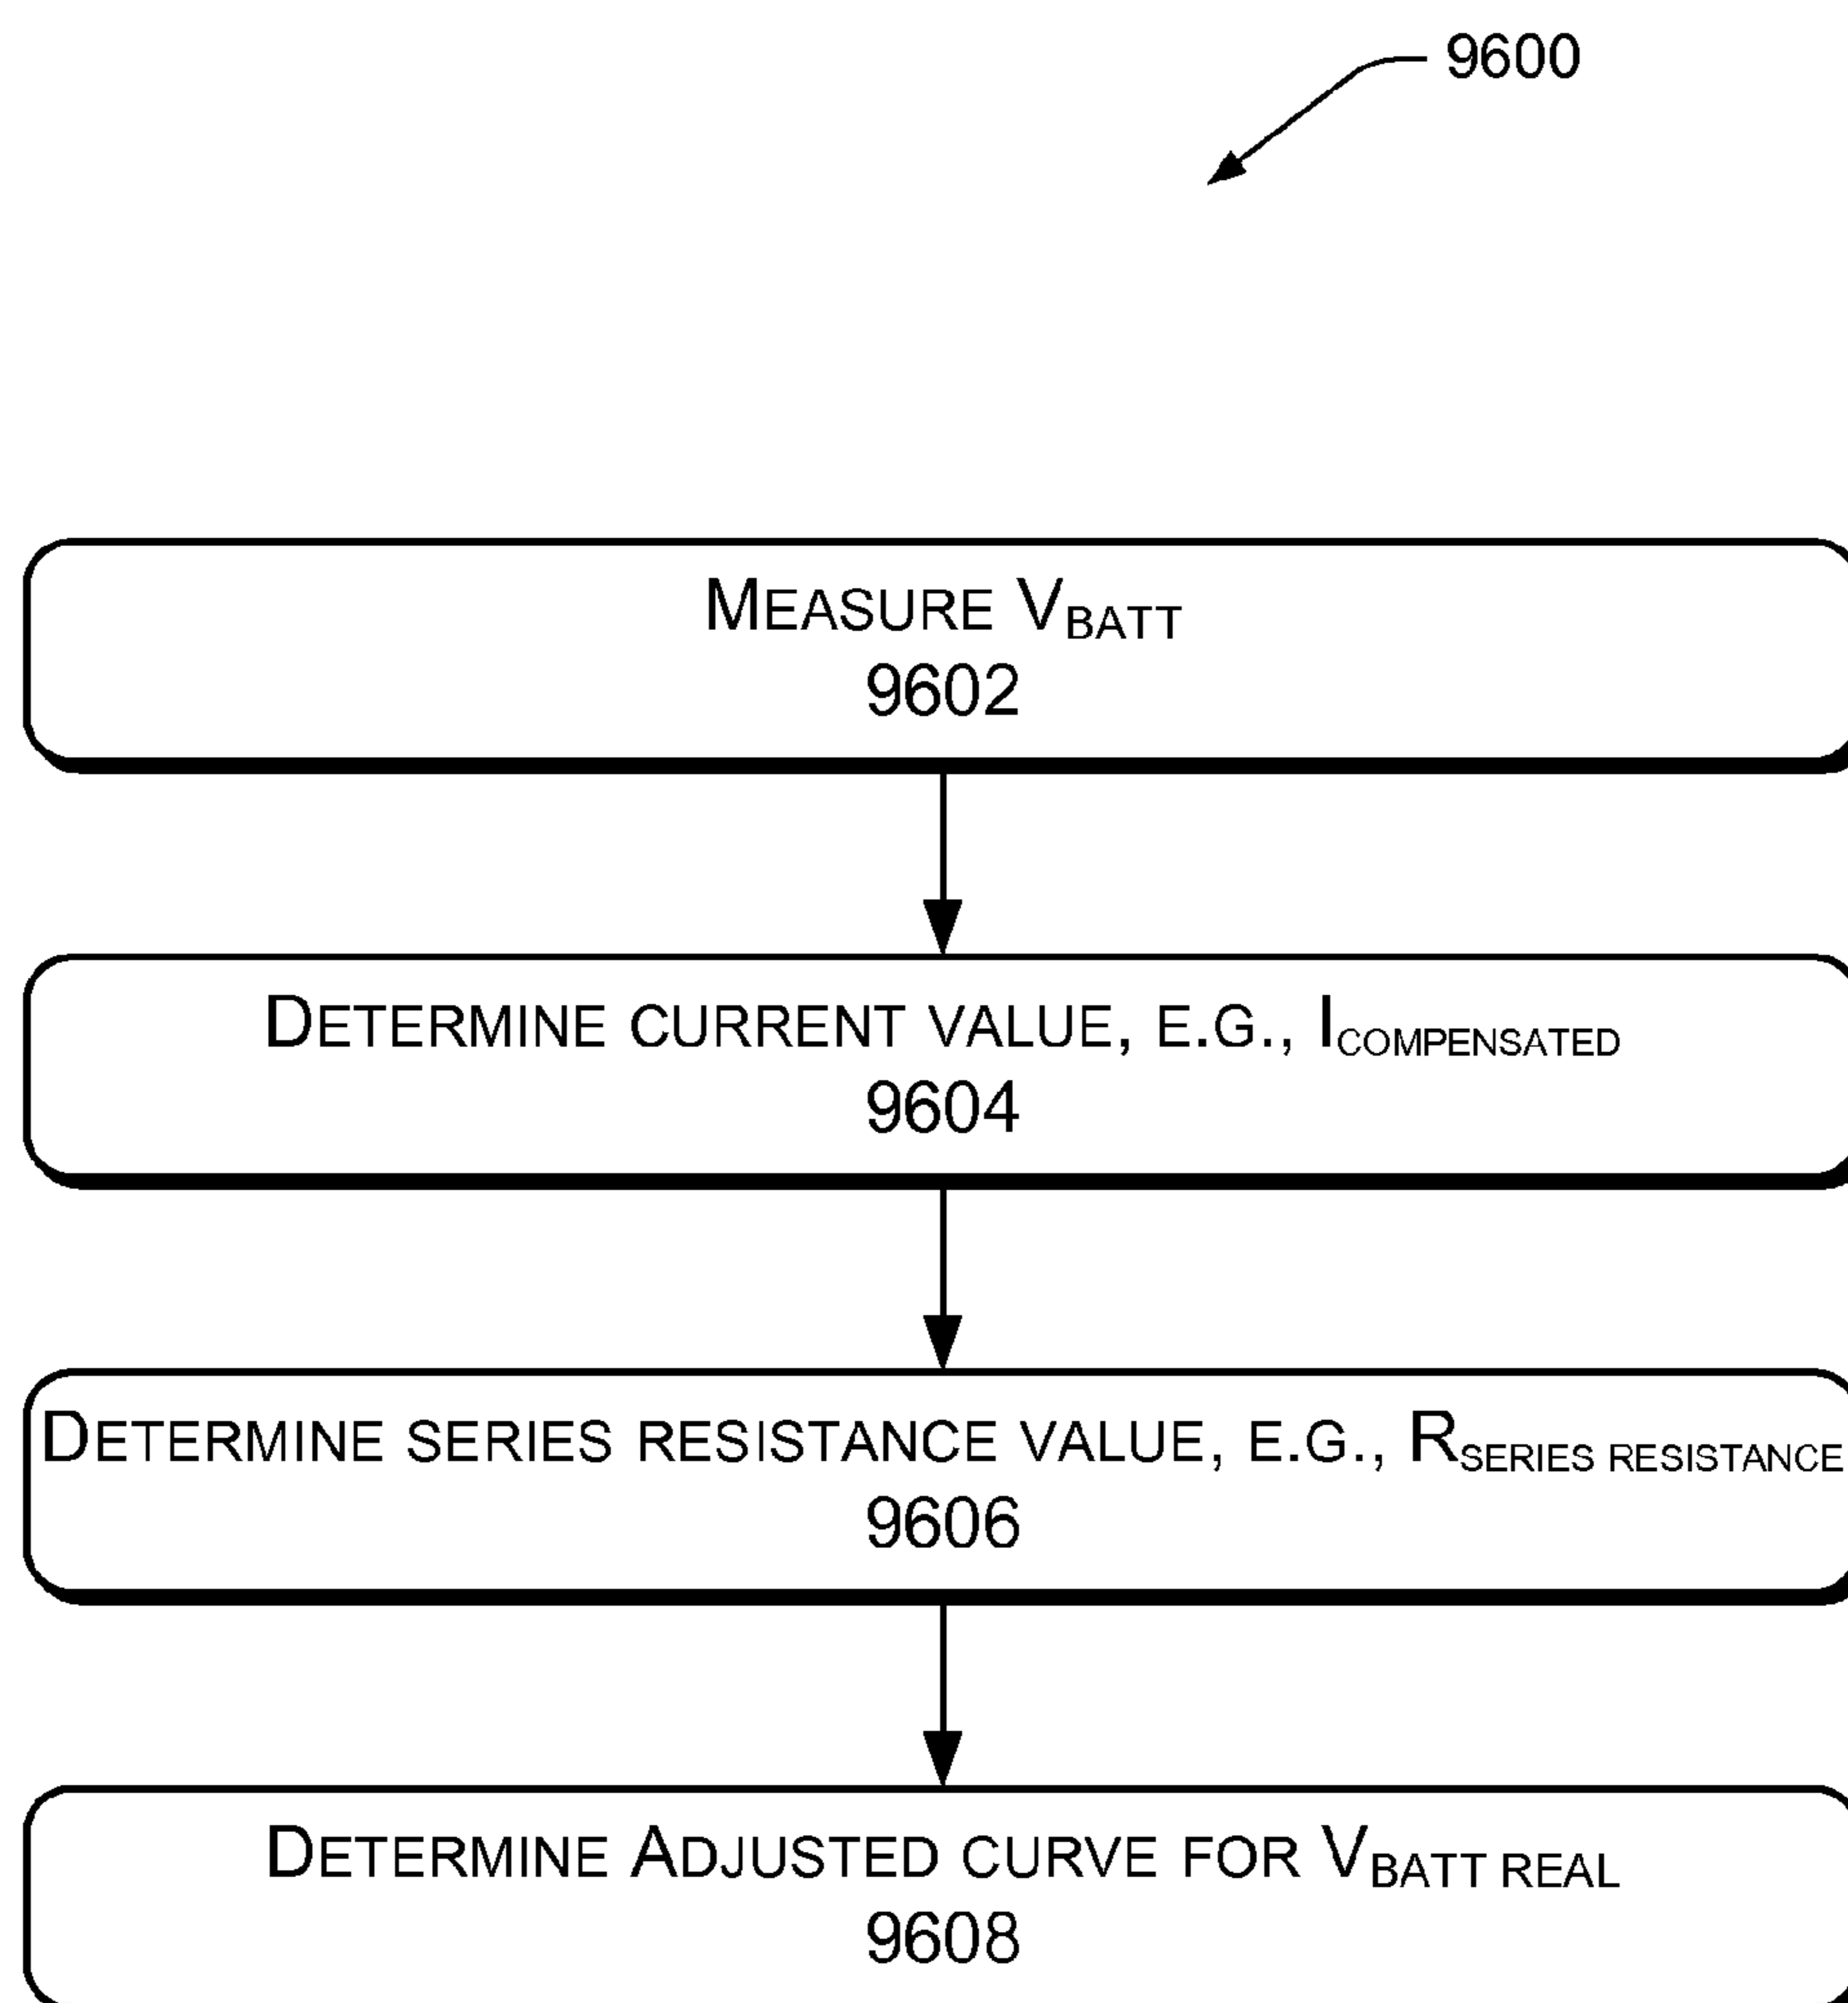 9600
MEASURE VBATT
9602
DETERMINE CURRENT VALUE, E.G., ICOMPENSATED
9604
DETERMINE SERIES RESISTANCE VALUE, E.G., RSERIES RESISTANCE
9606
DETERMINE ADJUSTED CURVE FOR VBATT REAL
9608